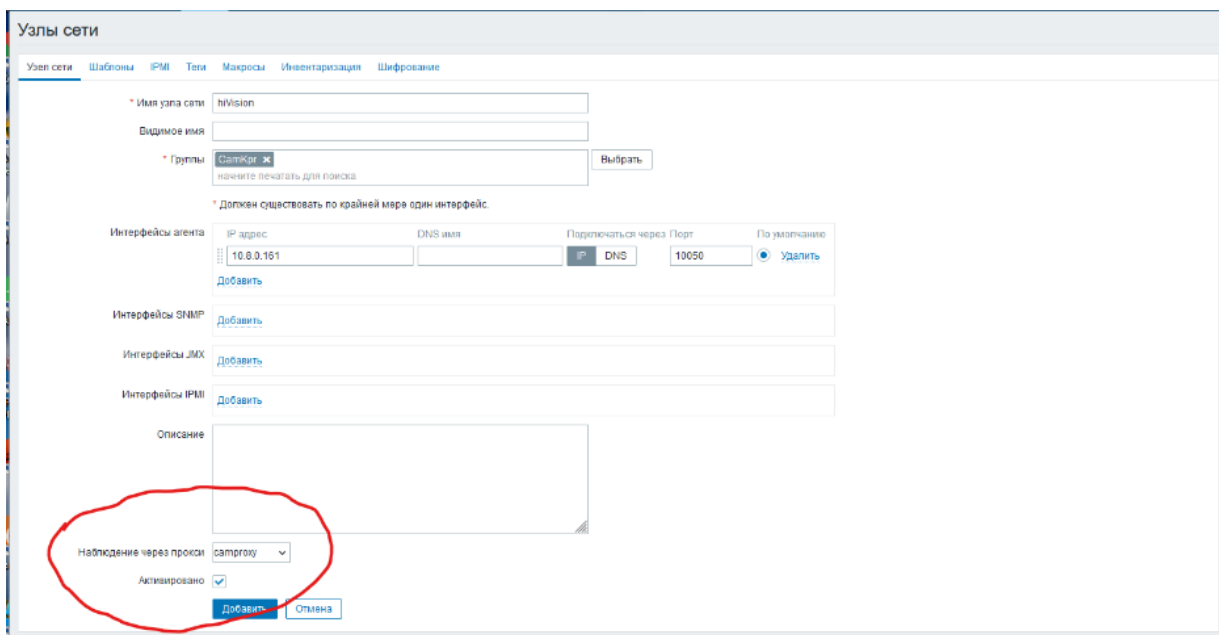 Узлы сети
Узел сети Шаблоны IPMI Теги Макросы Инвентаризация Шифрование
* Имя узла сети hiVision
Видимое имя
* Группы CamKpr × Выбрать
начните печатать для поиска
* Должен существовать по крайней мере один интерфейс.
Интерфейсы агента IP адрес DNS имя Подключаться через Порт По умолчанию
10.8.0.161 IP DNS 10050 Удалить
Добавить
Интерфейсы SNMP Добавить
Интерфейсы JMX Добавить
Интерфейсы IPMI Добавить
Описание
Наблюдение через прокси camproxy
Активировано
Добавить Отмена